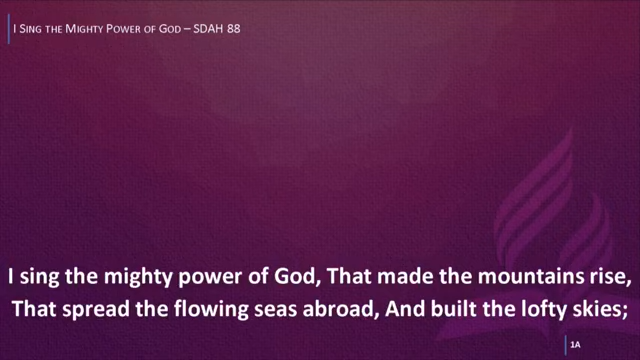 I Sing the Mighty Power of God – SDAH 88
I sing the mighty power of God, That made the mountains rise,
That spread the flowing seas abroad, And built the lofty skies;
1A